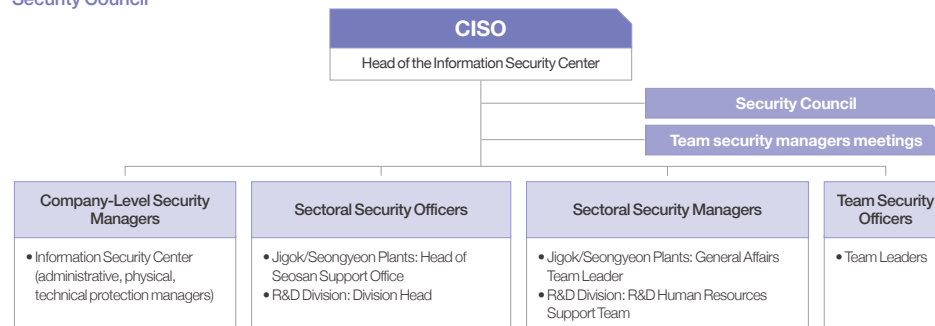 Security Council
CISO
Head of the Information Security Center
Security Council
Team security managers meetings
Company-Level Security
Managers
• Information Security Center
(administrative, physical,
technical protection managers)
Sectoral Security Officers
• Jigok/Seongyeon Plants: Head of
Seosan Support Office
• R&D Division: Division Head
Sectoral Security Managers
• Jigok/Seongyeon Plants: General Affairs
Team Leader
• R&D Division: R&D Human Resources
Support Team
Team Security
Officers
• Team Leaders